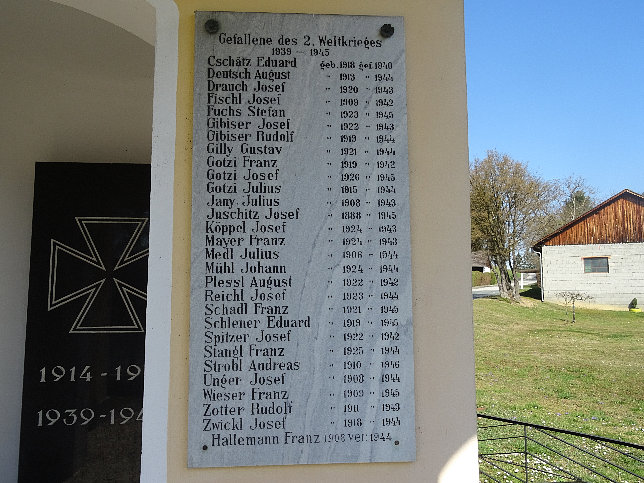 Gefallene des 2. Weltkrieges
1939 – 1945
Cschätz Eduard geb. 1918 gef. 1940
Deutsch August " 1913 " 1944
Drauch Josef " 1920 " 1943
Fischl Josef " 1909 " 1942
Fuchs Stefan " 1923 " 1945
Gibiser Josef " 1922 " 1943
Gibiser Rudolf " 1919 " 1944
Gilly Gustav " 1921 " 1944
Gotzi Franz " 1919 " 1942
Gotzi Josef " 1926 " 1945
Gotzi Julius " 1915 " 1944
Jany Julius " 1908 " 1943
Juschitz Josef " 1888 " 1945
Köppel Josef " 1924 " 1943
Mayer Franz " 1924 " 1943
Medl Julius " 1906 " 1944
Mühl Johann " 1924 " 1944
Plessl August " 1922 " 1942
Reichl Josef " 1923 " 1944
Schadl Franz " 1921 " 1945
Schlener Eduard " 1919 " 1945
Spitzer Josef " 1922 " 1942
Stangl Franz " 1925 " 1944
Strobl Andreas " 1910 " 1946
Unger Josef " 1908 " 1944
Wieser Franz " 1903 " 1945
Zotter Rudolf " 1911 " 1943
Zwickl Josef " 1918 " 1944
Hallemann Franz 1908 ver. 1944
1914-19
1939-194